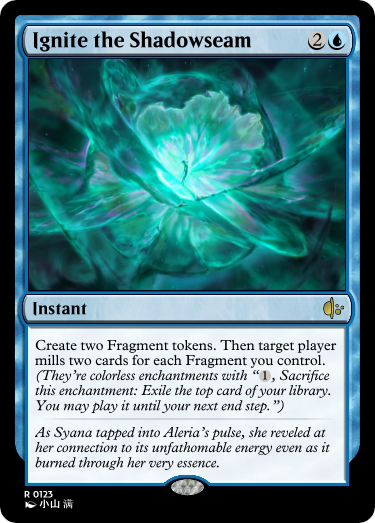 Ignite the Shadowseam 2
Instant
Create two Fragment tokens. Then target player
mills two cards for each Fragment you control.
(They're colorless enchantments with “1, Sacrifice
this enchantment: Exile the top card of your library.
You may play it until your next end step.”)
As Syana tapped into Aleria's pulse, she reveled at
her connection to its unfathomable energy even as it
burned through her very essence.
R 0123
小山 满